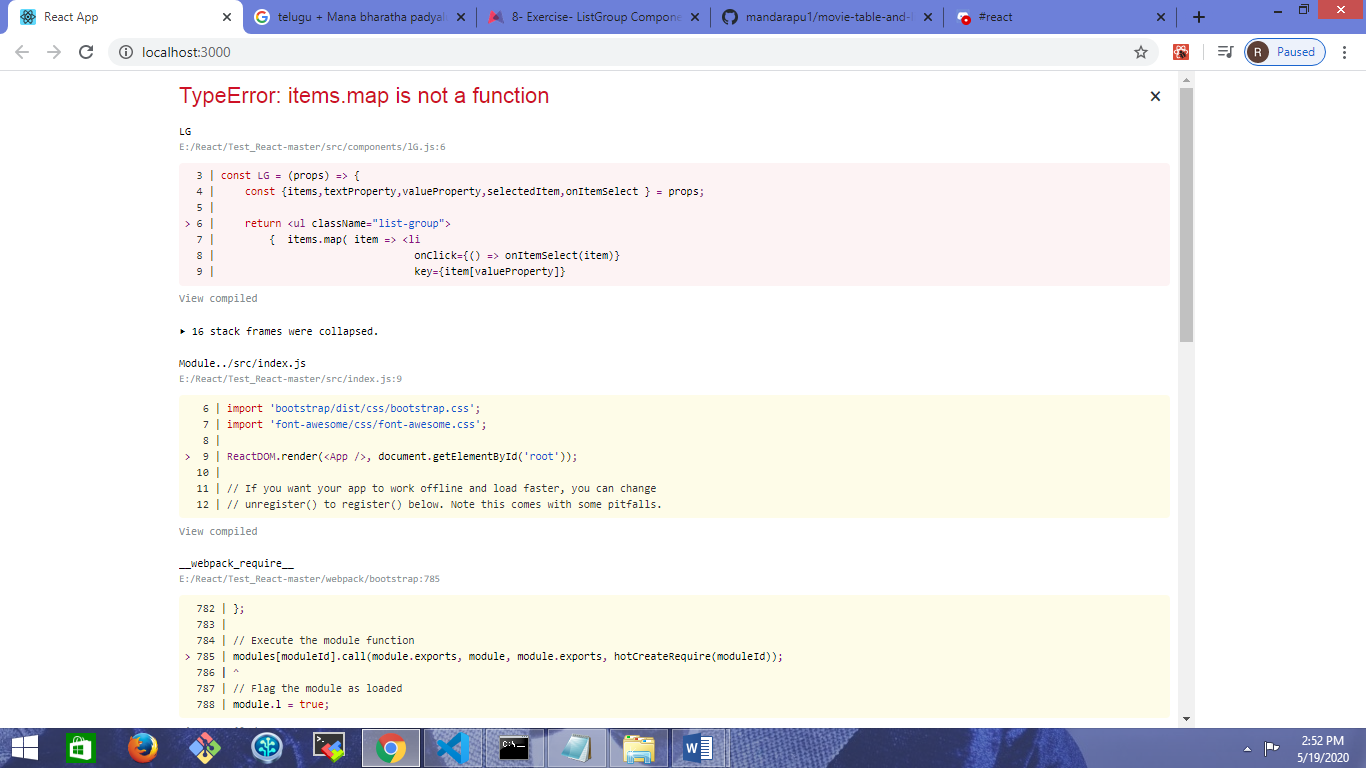 React App
telugu + Mana bharatha padyal
8- Exercise- ListGroup Compone
mandarapu1/movie-table-and-
#react
localhost:3000
R Paused
TypeError: items.map is not a function
LG
E:/React/Test_React-master/src/components/lG.js:6
3 | const LG = (props) => {
4 | const {items,textProperty,valueProperty,selectedItem,onItemSelect } = props;
5 |
> 6 | return <ul className="list-group">
7 | { items.map( item => <li
8 | onClick={() => onItemSelect(item)}
9 | key={item[valueProperty]}
View compiled
▶ 16 stack frames were collapsed.
Module../src/index.js
E:/React/Test_React-master/src/index.js:9
6 | import 'bootstrap/dist/css/bootstrap.css';
7 | import 'font-awesome/css/font-awesome.css';
8 |
> 9 | ReactDOM.render(<App />, document.getElementById('root'));
10 |
11 | // If you want your app to work offline and load faster, you can change
12 | // unregister() to register() below. Note this comes with some pitfalls.
View compiled
__webpack_require__
E:/React/Test_React-master/webpack/bootstrap:785
782 | };
783 |
784 | // Execute the module function
> 785 | modules[moduleId].call(module.exports, module, module.exports, hotCreateRequire(moduleId));
786 | ^
787 | // Flag the module as loaded
788 | module.l = true;
2:52 PM
5/19/2020